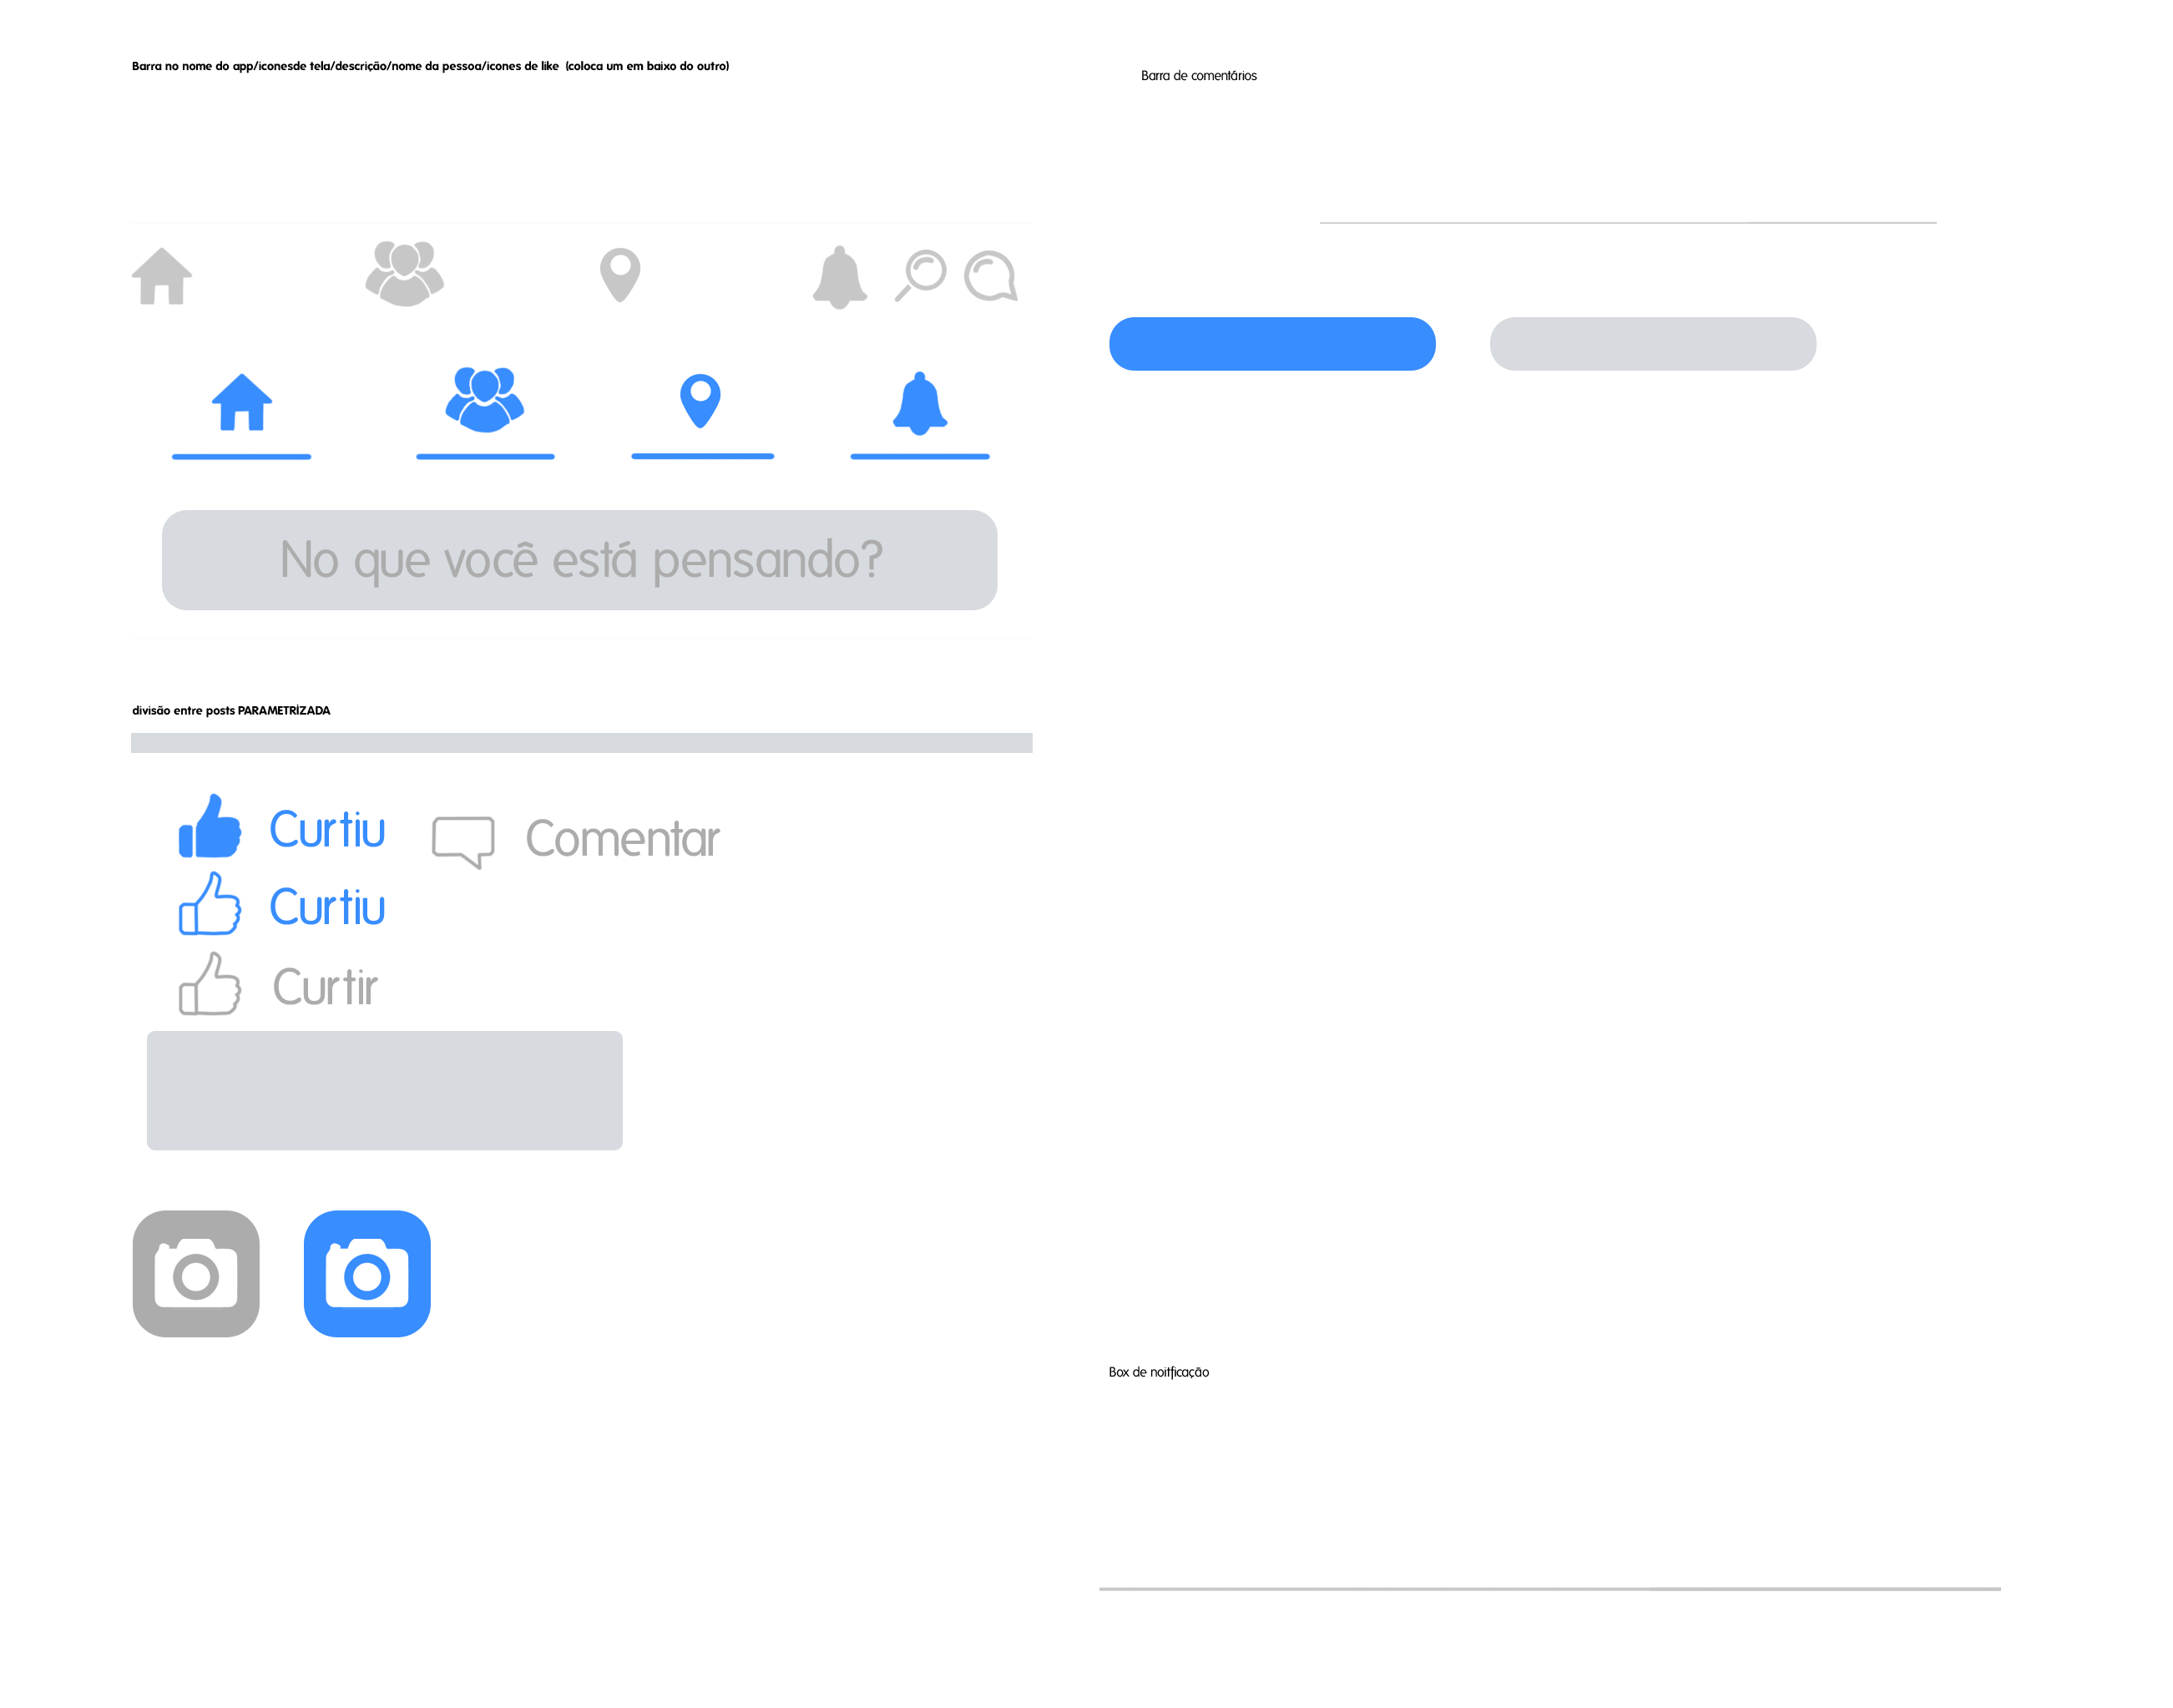 Barra no nome do app/iconesde tela/descrição/nome da pessoa/icones de like (coloca um em baixo do outro)
Barra de comentários
No que você está pensando?
divisão entre posts PARAMETRIZADA
Curtiu
Comentar
Curtiu
Curtir
Box de noitficação